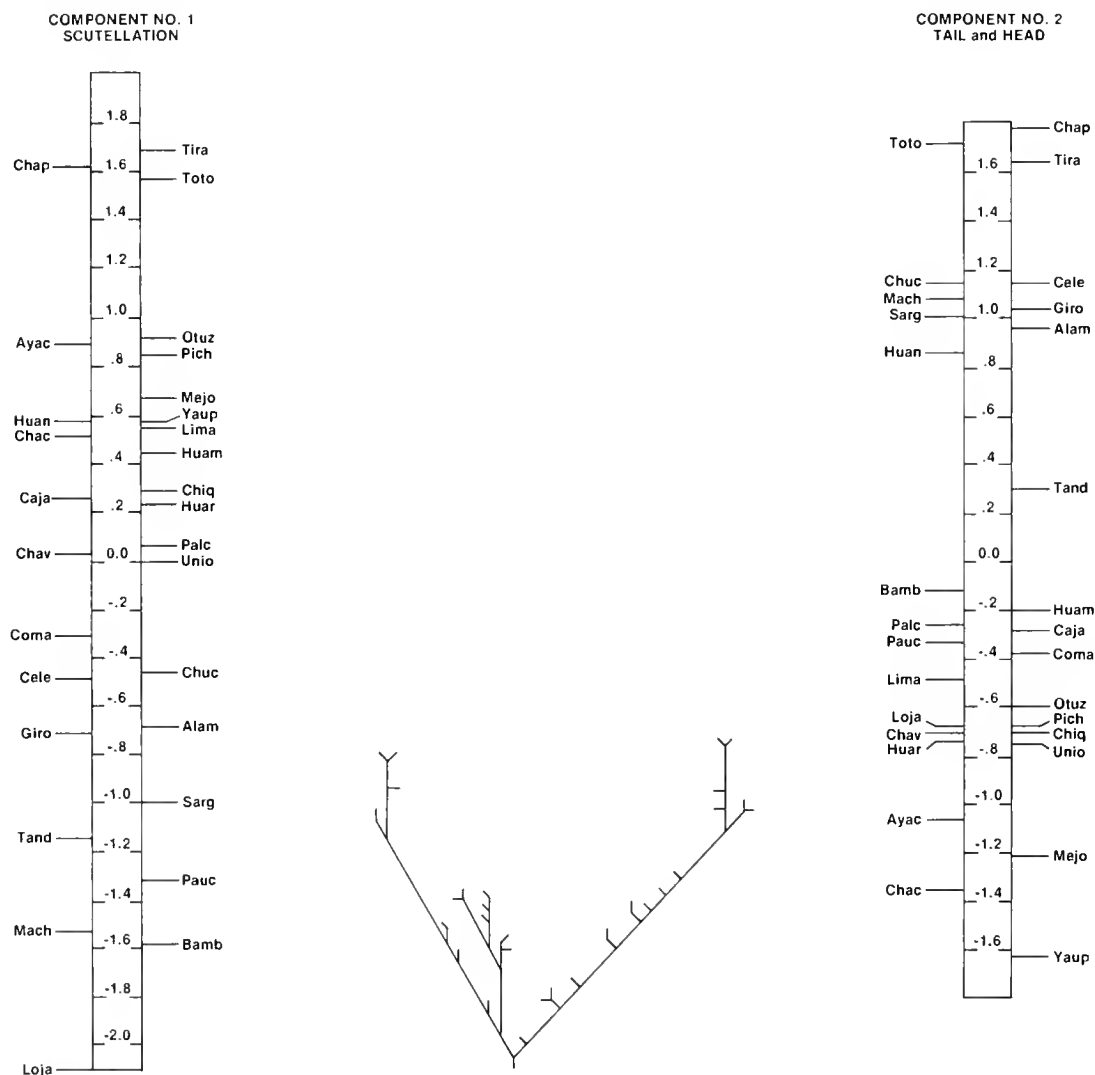 COMPONENT NO. 1
SCUTELLATION
1.8
Tira
Chap
1.6
Toto
1.4
1.2
1.0
Otuz
Ayac
Pich
.8
Mejo
.6
Yaup
Huan
Lima
Chac
.4
Huam
Chiq
Caja
.2
Huar
Palc
Chav
0.0
Unio
-.2
Coma
-.4
Chuc
Cele
-.6
Alam
Giro
-.8
-1.0
Sarg
Tand
-1.2
Pauc
-1.4
Mach
-1.6
Bamb
-1.8
-2.0
Loja
COMPONENT NO. 2
TAIL and HEAD
Chap
Toto
1.6
Tira
1.4
1.2
Chuc
Cele
Mach
1.0
Giro
Sarg
Alam
Huan
.8
.6
.4
Tand
.2
0.0
Bamb
-.2
Huam
Palc
Caja
Pauc
-.4
Coma
Lima
-.6
Otuz
Loja
Pich
Chav
Chiq
Huar
-.8
Unio
-1.0
Ayac
-1.2
Mejo
Chac
-1.4
-1.6
Yaup